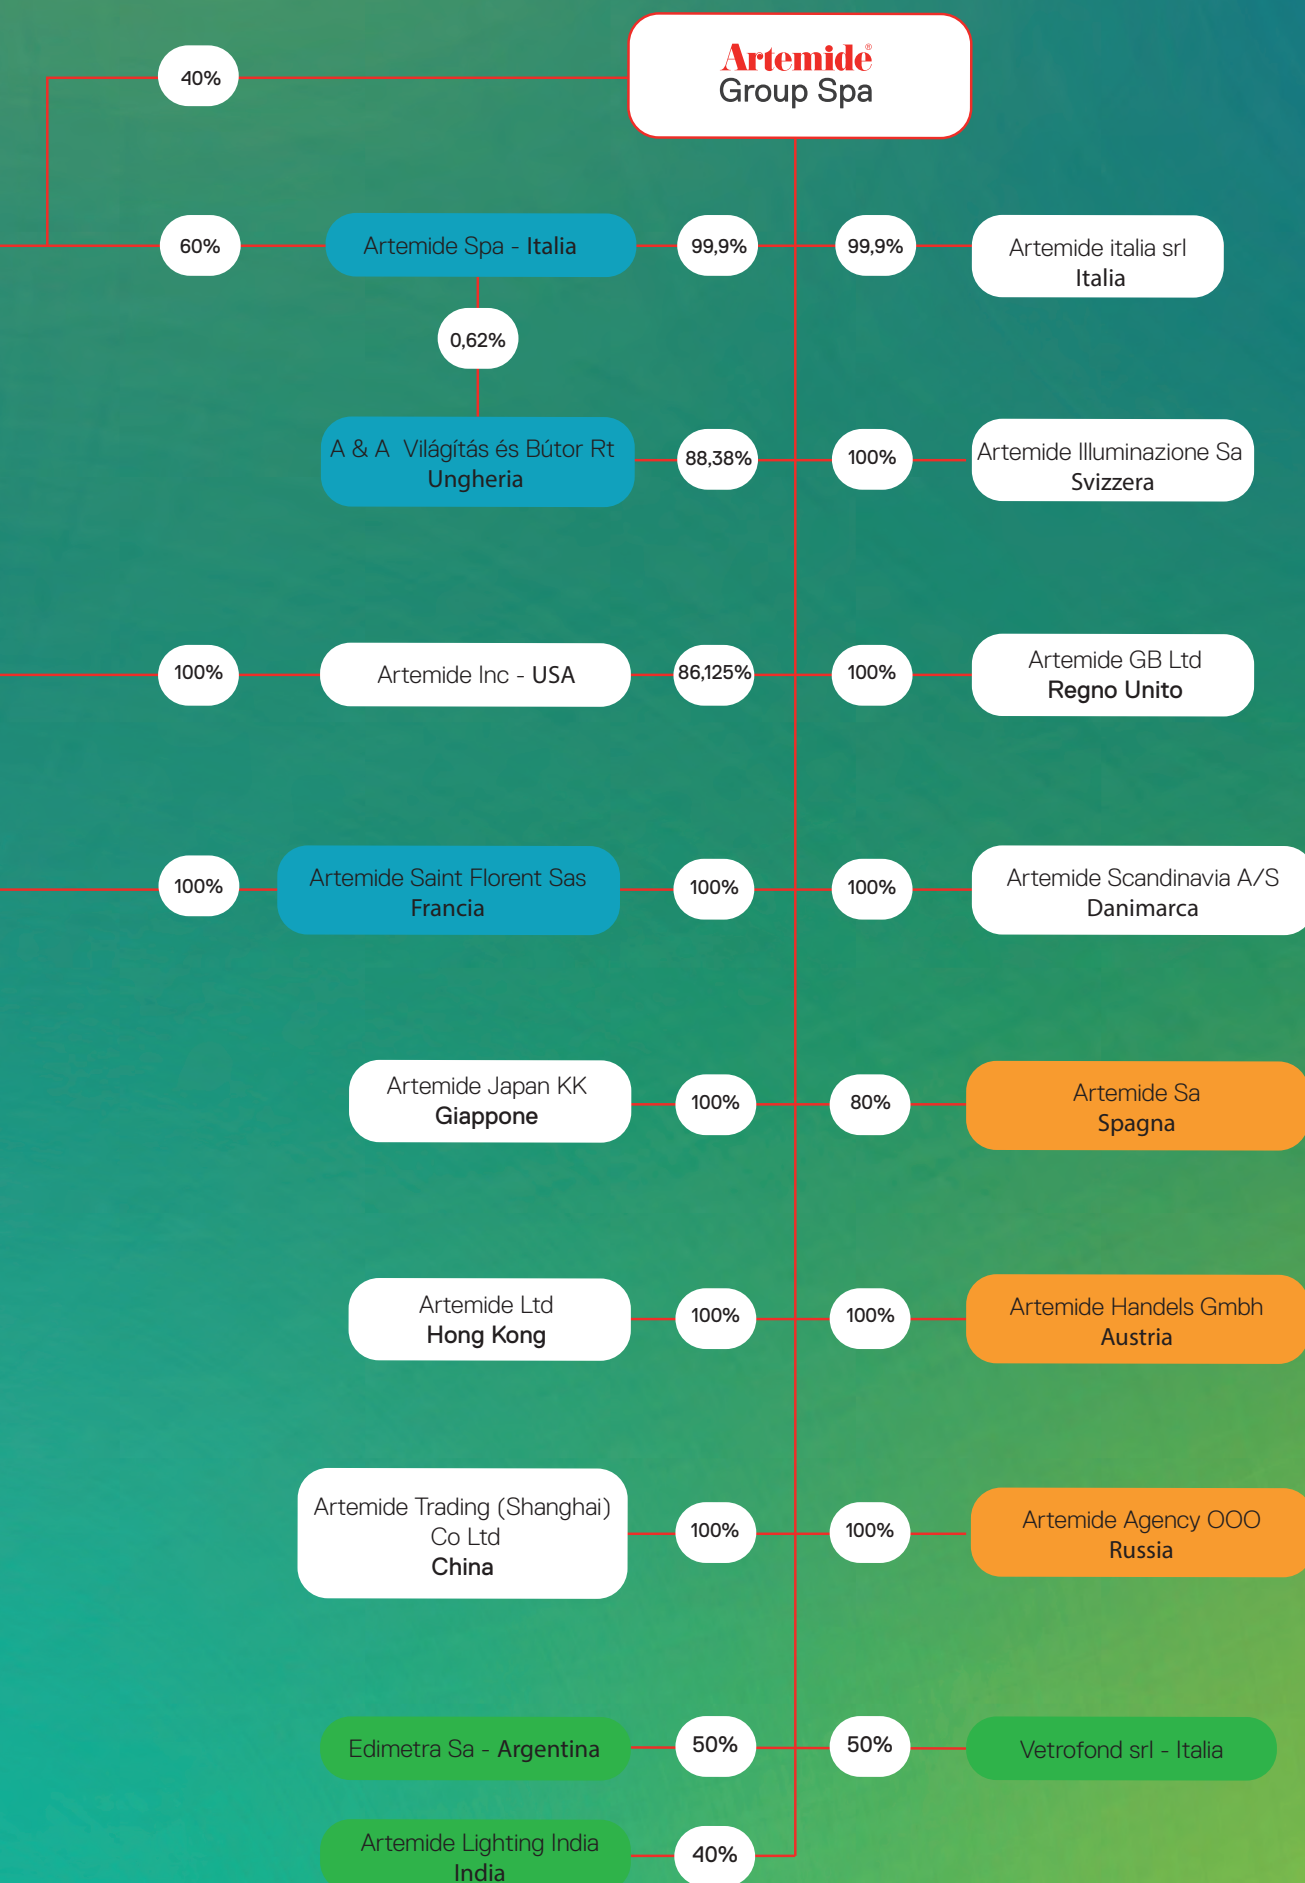 Artemide®
Group Spa
40%
60%
Artemide Spa - Italia
99,9%
99,9%
Artemide italia srl
Italia
0,62%
A & A Világítás és Bútor Rt
Ungheria
88,38%
100%
Artemide Illuminazione Sa
Svizzera
100%
Artemide Inc - USA
86,125%
100%
Artemide GB Ltd
Regno Unito
100%
Artemide Saint Florent Sas
Francia
100%
100%
Artemide Scandinavia A/S
Danimarca
Artemide Japan KK
Giappone
100%
80%
Artemide Sa
Spagna
Artemide Ltd
Hong Kong
100%
100%
Artemide Handels Gmbh
Austria
Artemide Trading (Shanghai)
Co Ltd
China
100%
100%
Artemide Agency OOO
Russia
Edimetra Sa - Argentina
50%
50%
Vetrofond srl - Italia
Artemide Lighting India
India
40%